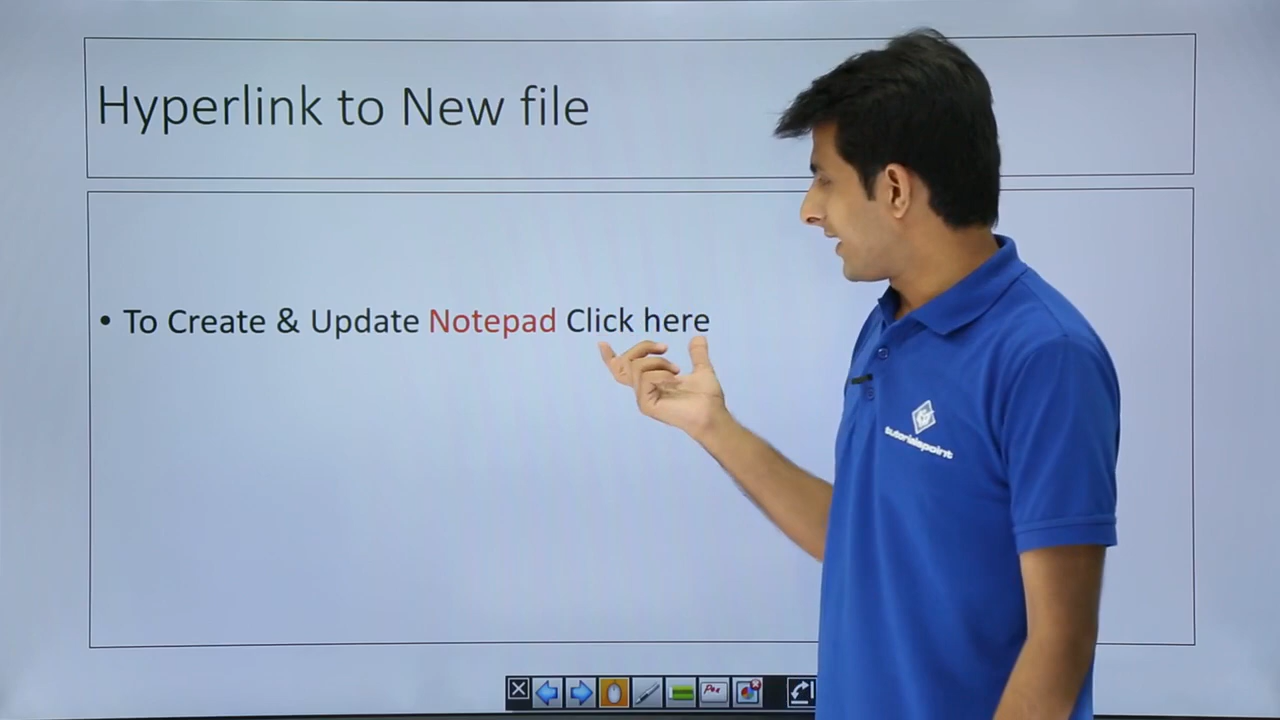 Hyperlink to New file
• To Create & Update Notepad Click here
tutorialspoint